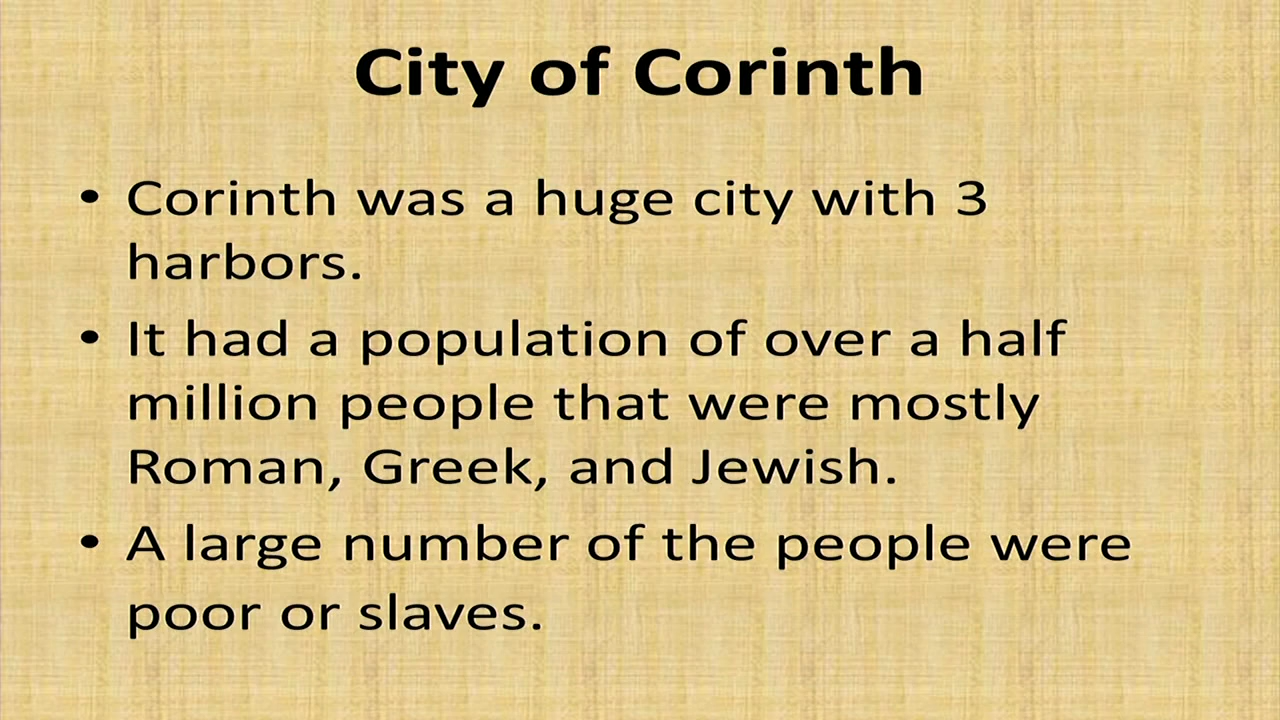 City of Corinth
• Corinth was a huge city with 3
harbors.
• It had a population of over a half
million people that were mostly
Roman, Greek, and Jewish.
• A large number of the people were
poor or slaves.